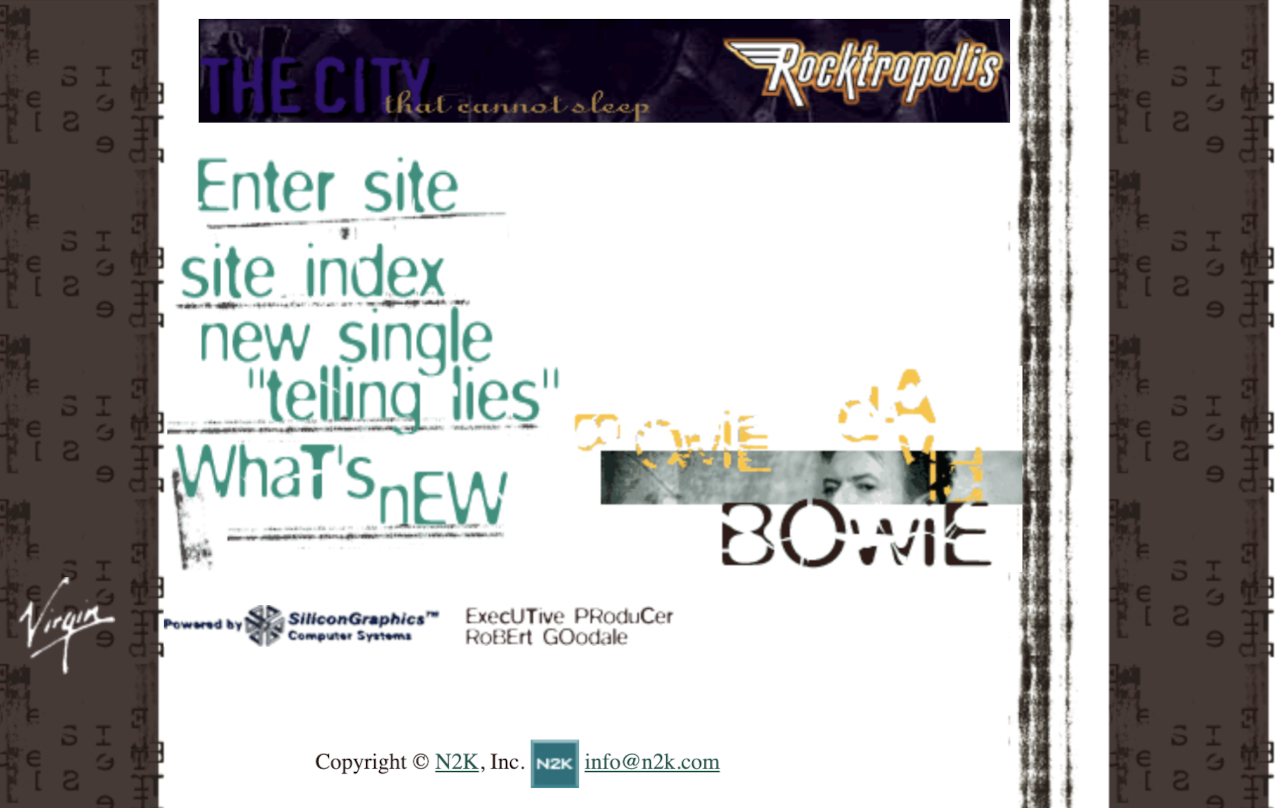 THE CITY
that cannot sleep
Rocktropolis
Enter site
site index
new single
"telling lies"
WhaT's nEW
BOWIE
dAVId
BOWIE
Virgin
Powered by SiliconGraphics™
Computer Systems
ExecUTive PRoduCer
RoBErt GOodale
Copyright © N2K, Inc. N2K info@n2k.com